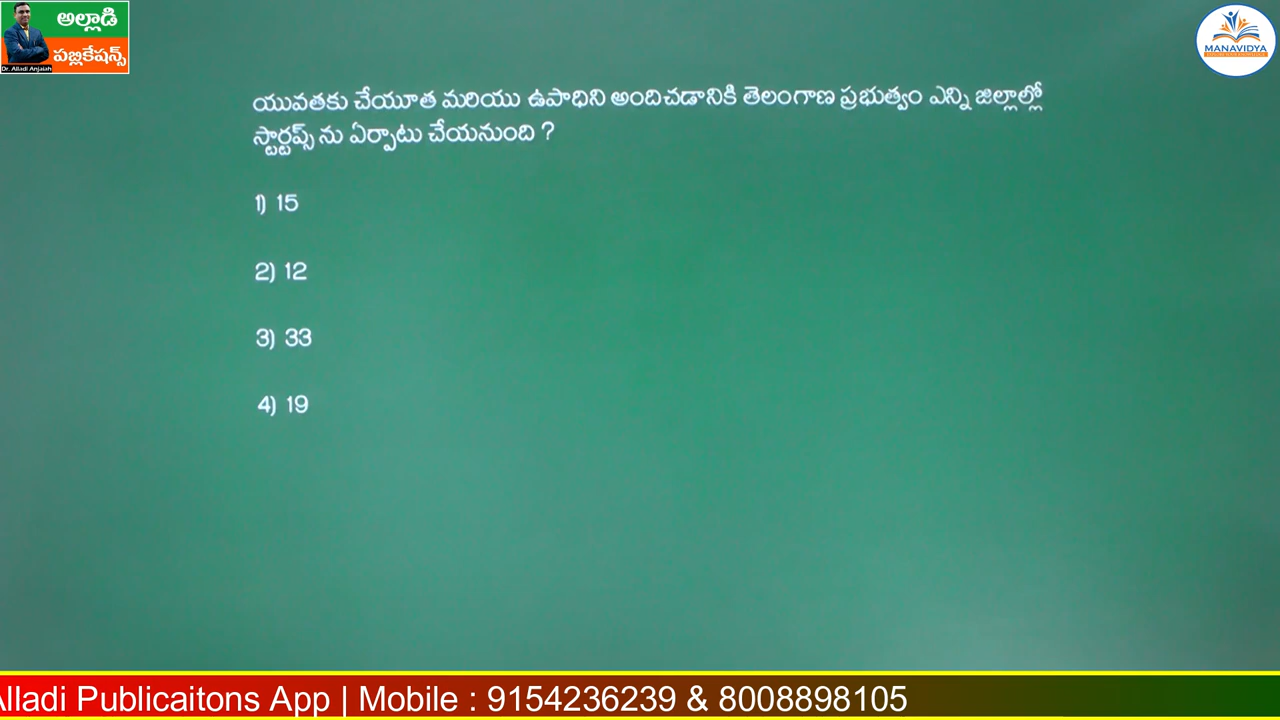 అల్లాడి
పబ్లికేషన్స్
Dr. Alladi Anjaiah
MANAVIDYA
యువతకు చేయూత మరియు ఉపాధిని అందిచడానికి తెలంగాణ ప్రభుత్వం ఎన్ని జిల్లాల్లో
స్టార్టప్స్ ను ఏర్పాటు చేయనుంది ?
1) 15
2) 12
3) 33
4) 19
Alladi Publicaitons App | Mobile : 9154236239 & 8008898105